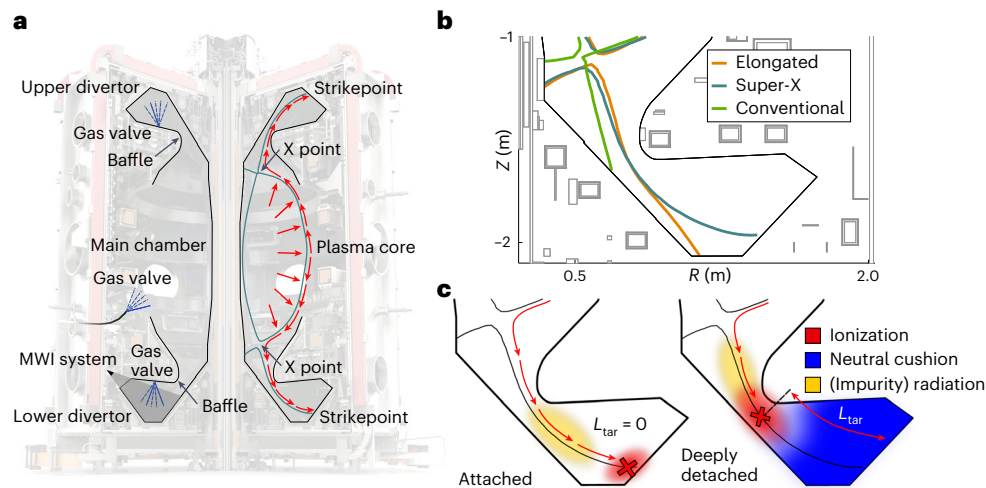 a
Upper divertor
Gas valve
Baffle
Main chamber
Gas valve
MWI system
Gas
valve
Lower divertor
Baffle
Strikepoint
X point
Plasma core
X point
Strikepoint
b
−1
Z (m)
−2
0.5
R (m)
2.0
Elongated
Super-X
Conventional
c
Ltar = 0
Attached
Deeply
detached
Ltar
Ionization
Neutral cushion
(Impurity) radiation